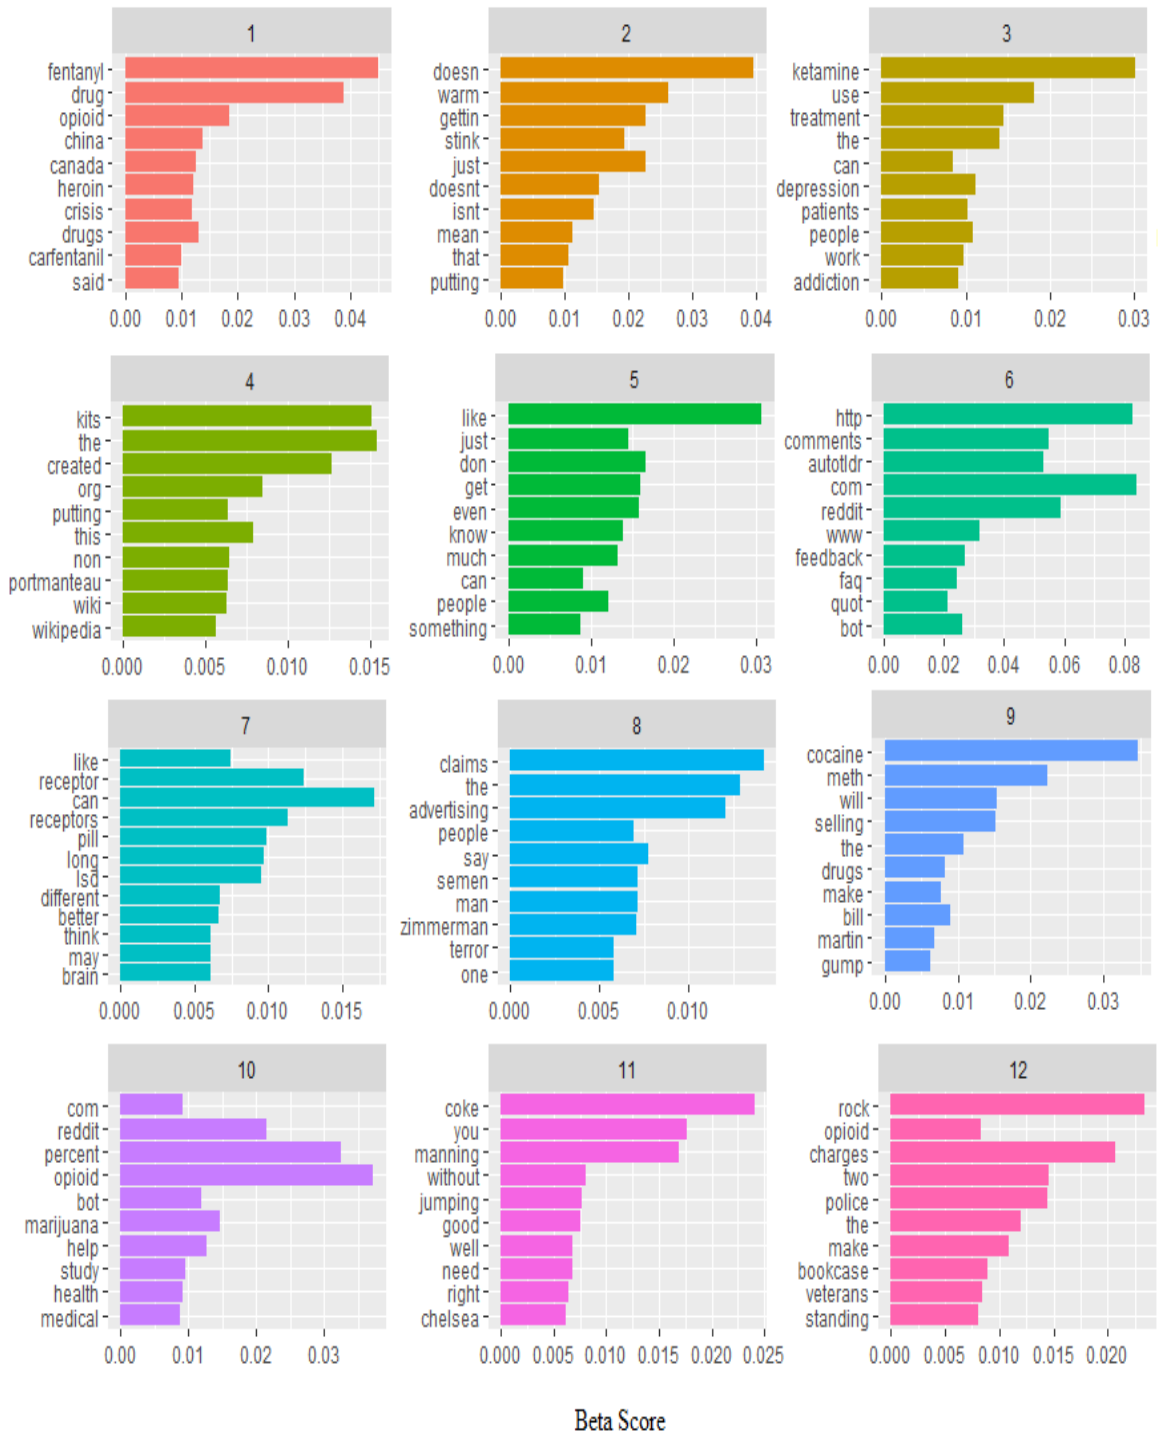 1
fentanyl
drug
opioid
china
canada
heroin
crisis
drugs
carfentanil
said
0.00 0.01 0.02 0.03 0.04
2
doesn
warm
gettin
stink
just
doesnt
isnt
mean
that
putting
0.00 0.01 0.02 0.03 0.04
3
ketamine
use
treatment
the
can
depression
patients
people
work
addiction
0.00 0.01 0.02 0.03
4
kits
the
created
org
putting
this
non
portmanteau
wiki
wikipedia
0.000 0.005 0.010 0.015
5
like
just
don
get
even
know
much
can
people
something
0.00 0.01 0.02 0.03
6
http
comments
autotldr
com
reddit
www
feedback
faq
quot
bot
0.00 0.02 0.04 0.06 0.08
7
like
receptor
can
receptors
pill
long
lsd
different
better
think
may
brain
0.000 0.005 0.010 0.015
8
claims
the
advertising
people
say
semen
man
zimmerman
terror
one
0.000 0.005 0.010
9
cocaine
meth
will
selling
the
drugs
make
bill
martin
gump
0.00 0.01 0.02 0.03
10
com
reddit
percent
opioid
bot
marijuana
help
study
health
medical
0.00 0.01 0.02 0.03
11
coke
you
manning
without
jumping
good
well
need
right
chelsea
0.000 0.005 0.010 0.015 0.020 0.025
12
rock
opioid
charges
two
police
the
make
bookcase
veterans
standing
0.000 0.005 0.010 0.015 0.020
Beta Score